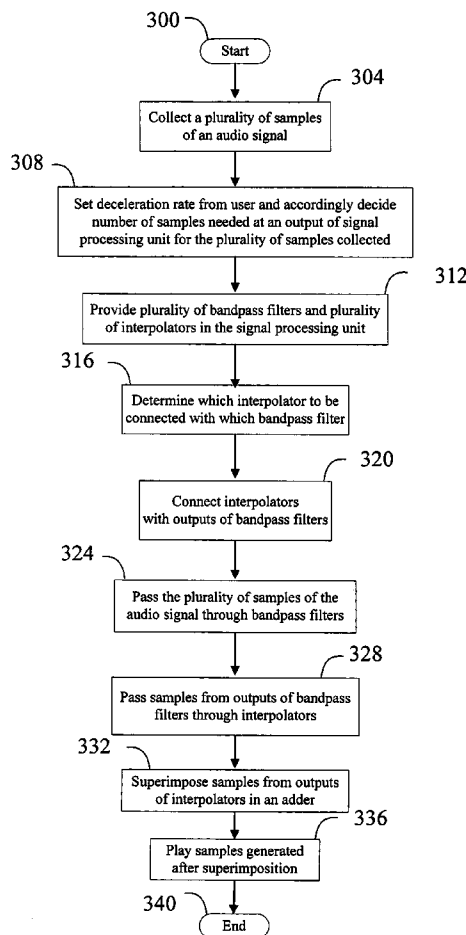 300
Start
304
Collect a plurality of samples
of an audio signal
308
Set deceleration rate from user and accordingly decide
number of samples needed at an output of signal
processing unit for the plurality of samples collected
312
Provide plurality of bandpass filters and plurality
of interpolators in the signal processing unit
316
Determine which interpolator to be
connected with which bandpass filter
320
Connect interpolators
with outputs of bandpass filters
324
Pass the plurality of samples of the
audio signal through bandpass filters
328
Pass samples from outputs of bandpass
filters through interpolators
332
Superimpose samples from outputs
of interpolators in an adder
336
Play samples generated
after superimposition
340
End